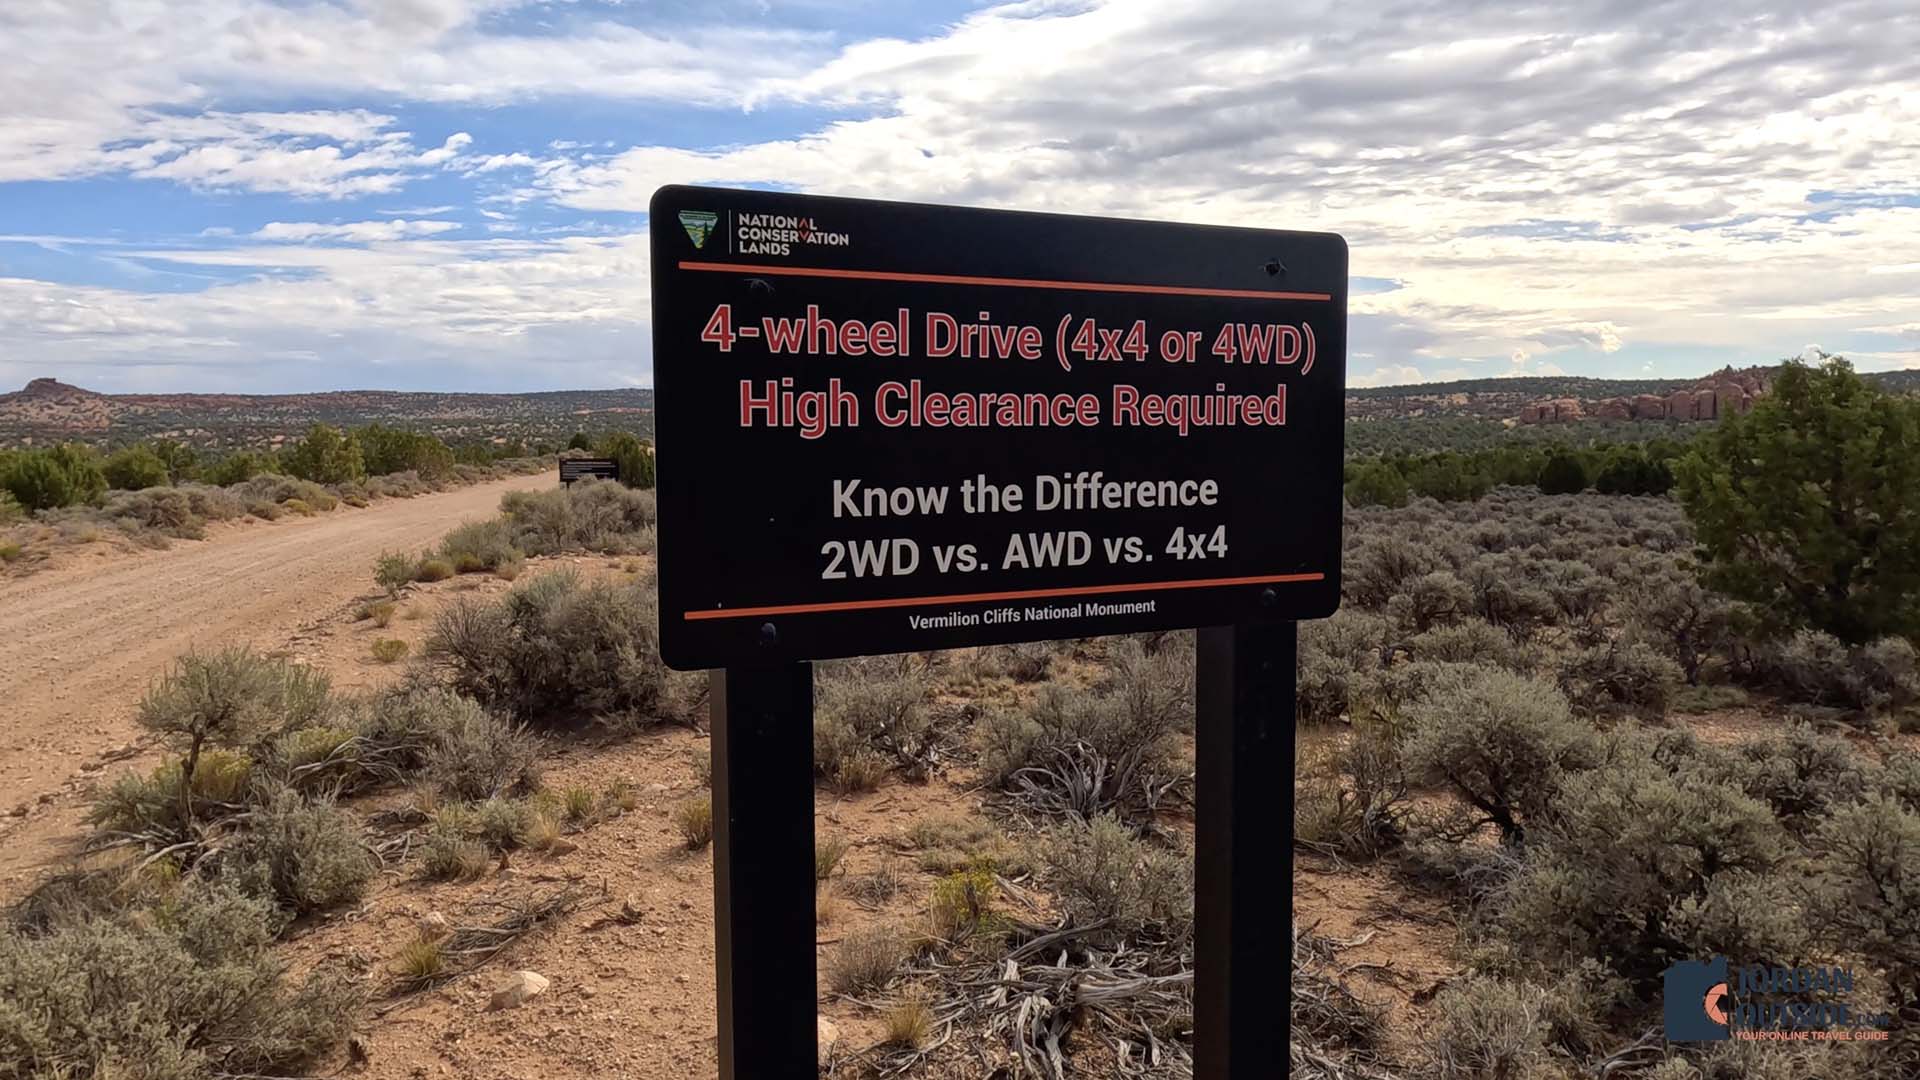 NATIONAL
CONSERVATION
LANDS
4-wheel Drive (4x4 or 4WD)
High Clearance Required
Know the Difference
2WD vs. AWD vs. 4x4
Vermilion Cliffs National Monument
JORDAN
OUTSIDE.COM
YOUR ONLINE TRAVEL GUIDE